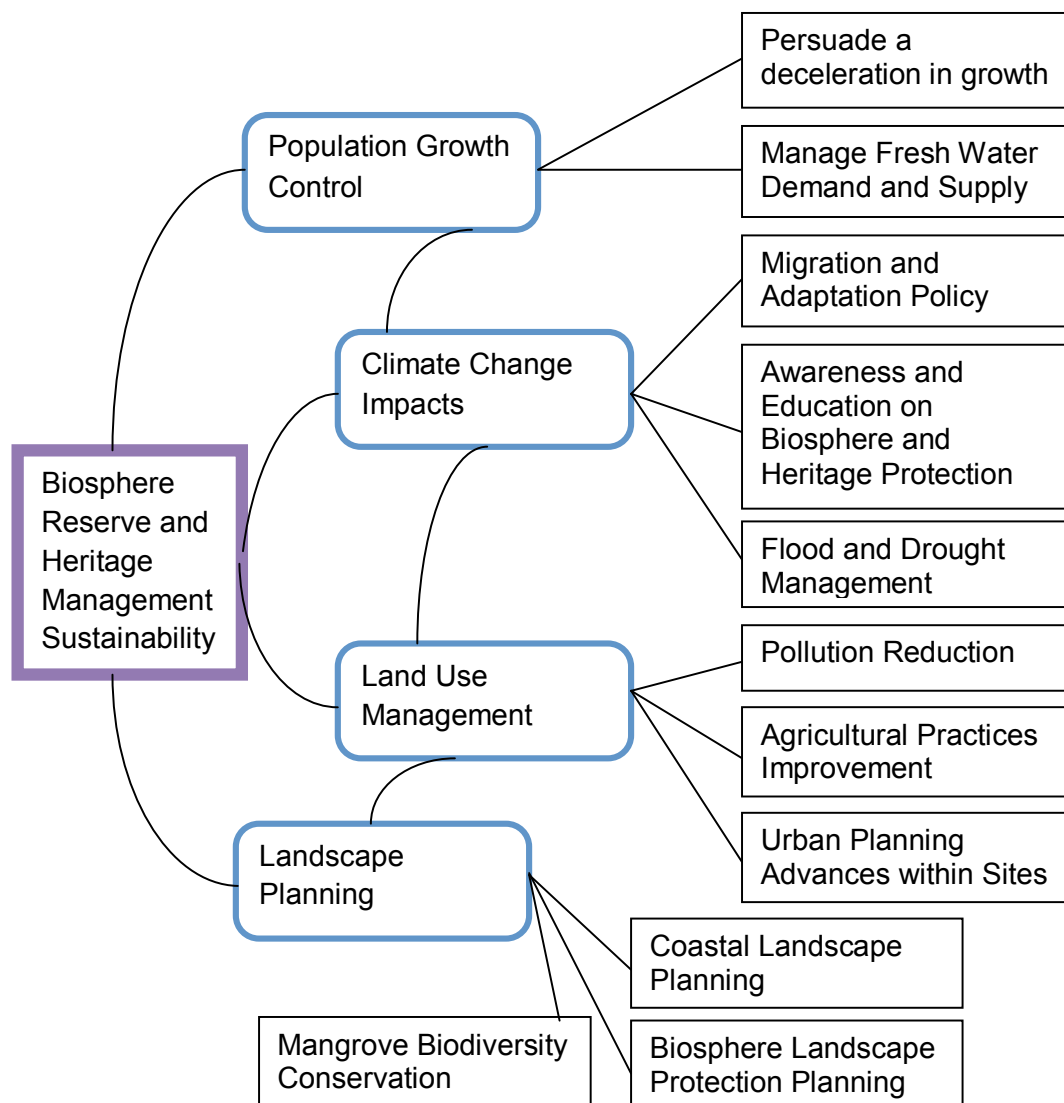 Persuade a
deceleration in growth
Population Growth
Control
Manage Fresh Water
Demand and Supply
Migration and
Adaptation Policy
Climate Change
Impacts
Awareness and
Education on
Biosphere and
Heritage Protection
Biosphere
Reserve and
Heritage
Management
Sustainability
Flood and Drought
Management
Land Use
Management
Pollution Reduction
Agricultural Practices
Improvement
Urban Planning
Advances within Sites
Landscape
Planning
Coastal Landscape
Planning
Mangrove Biodiversity
Conservation
Biosphere Landscape
Protection Planning